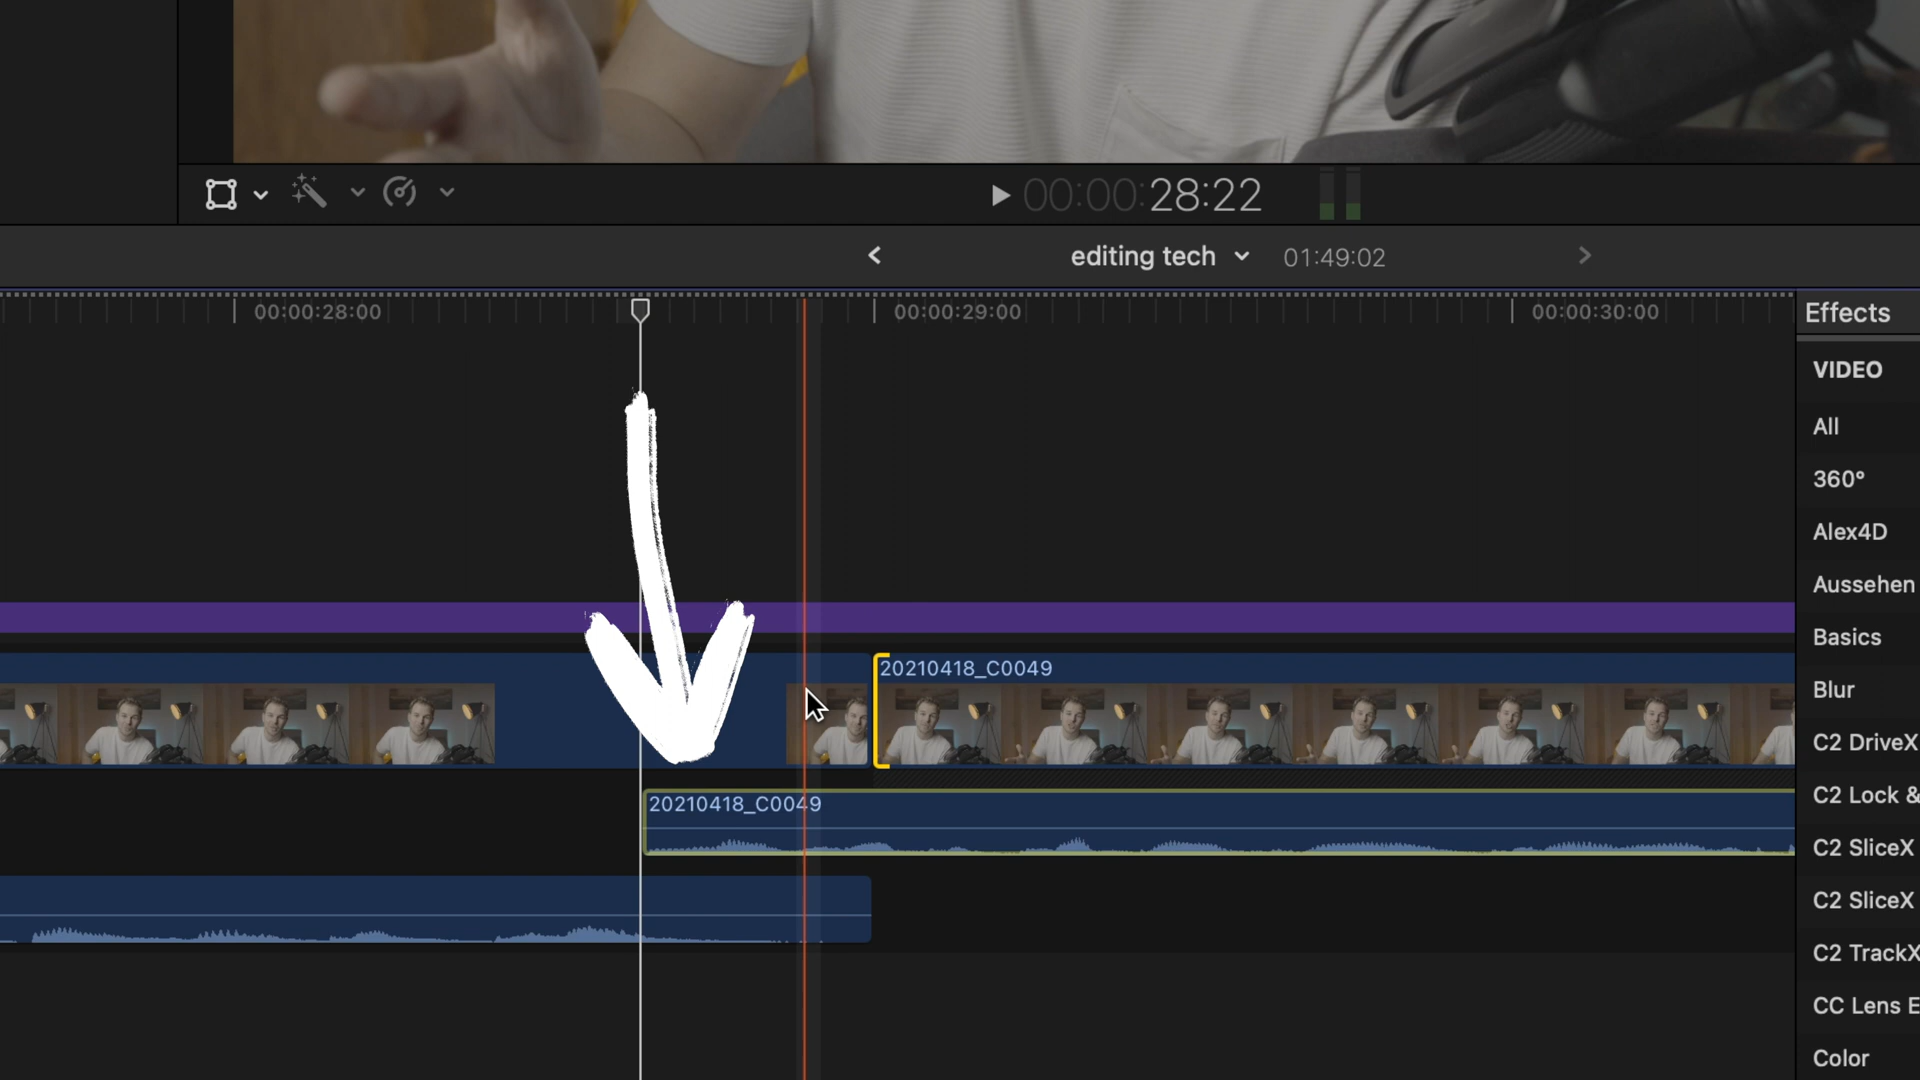 00:00:28:22
editing tech
01:49:02
00:00:28:00
00:00:29:00
00:00:30:00
Effects
VIDEO
All
360°
Alex4D
Aussehen
Basics
Blur
C2 DriveX
C2 Lock &
C2 SliceX
C2 SliceX
C2 TrackX
CC Lens E
Color
20210418_C0049
20210418_C0049